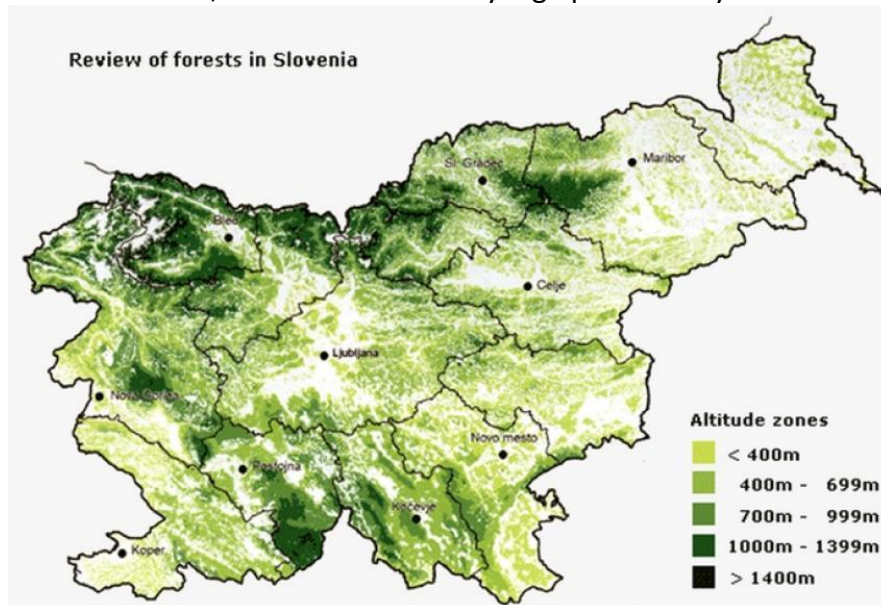 Review of forests in Slovenia
Sl. Gradec
Maribor
Bled
Celje
Ljubljana
Nova Gorica
Novo mesto
Postojna
Kočevje
Koper
Altitude zones
< 400m
400m - 699m
700m - 999m
1000m - 1399m
> 1400m